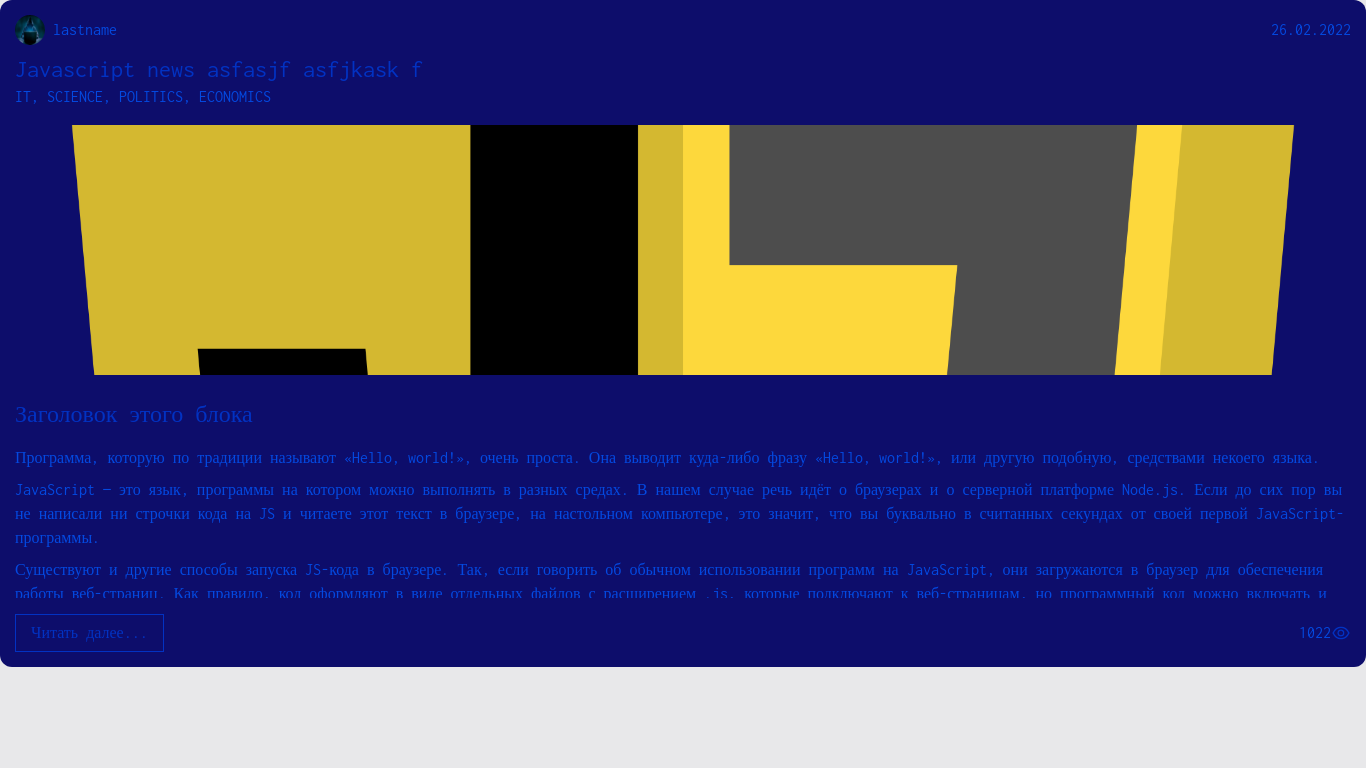 lastname
26.02.2022
Javascript news asfasjf asfjkask f
IT, SCIENCE, POLITICS, ECONOMICS
Заголовок этого блока
Программа, которую по традиции называют «Hello, world!», очень проста. Она выводит куда-либо фразу «Hello, world!», или другую подобную, средствами некоего языка.
JavaScript — это язык, программы на котором можно выполнять в разных средах. В нашем случае речь идёт о браузерах и о серверной платформе Node.js. Если до сих пор вы
не написали ни строчки кода на JS и читаете этот текст в браузере, на настольном компьютере, это значит, что вы буквально в считанных секундах от своей первой JavaScript-
программы.
Существуют и другие способы запуска JS-кода в браузере. Так, если говорить об обычном использовании программ на JavaScript, они загружаются в браузер для обеспечения
работы веб-страниц. Как правило, код оформляют в виде отдельных файлов с расширением .js, которые подключают к веб-страницам, но программный код можно включать и
Читать далее...
1022